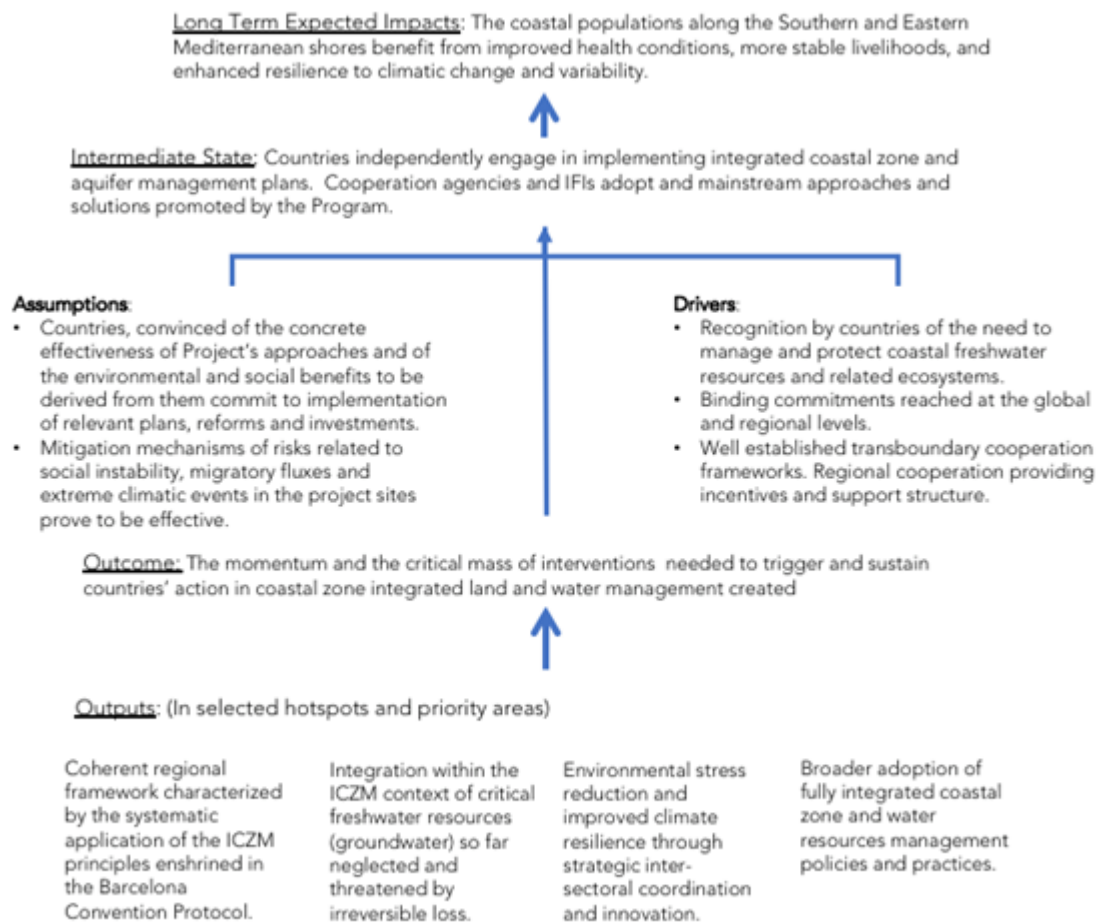 Long Term Expected Impacts: The coastal populations along the Southern and Eastern
Mediterranean shores benefit from improved health conditions, more stable livelihoods, and
enhanced resilience to climatic change and variability.
Intermediate State: Countries independently engage in implementing integrated coastal zone and
aquifer management plans. Cooperation agencies and IFIs adopt and mainstream approaches and
solutions promoted by the Program.
Assumptions:
• Countries, convinced of the concrete
effectiveness of Project's approaches and of
the environmental and social benefits to be
derived from them commit to implementation
of relevant plans, reforms and investments.
• Mitigation mechanisms of risks related to
social instability, migratory fluxes and
extreme climatic events in the project sites
prove to be effective.
Drivers:
• Recognition by countries of the need to
manage and protect coastal freshwater
resources and related ecosystems.
• Binding commitments reached at the global
and regional levels.
• Well established transboundary cooperation
frameworks. Regional cooperation providing
incentives and support structure.
Outcome: The momentum and the critical mass of interventions needed to trigger and sustain
countries' action in coastal zone integrated land and water management created
Outputs: (In selected hotspots and priority areas)
Coherent regional
framework characterized
by the systematic
application of the ICZM
principles enshrined in
the Barcelona
Convention Protocol.
Integration within the
ICZM context of critical
freshwater resources
(groundwater) so far
neglected and
threatened by
irreversible loss.
Environmental stress
reduction and
improved climate
resilience through
strategic inter-
sectoral coordination
and innovation.
Broader adoption of
fully integrated coastal
zone and water
resources management
policies and practices.